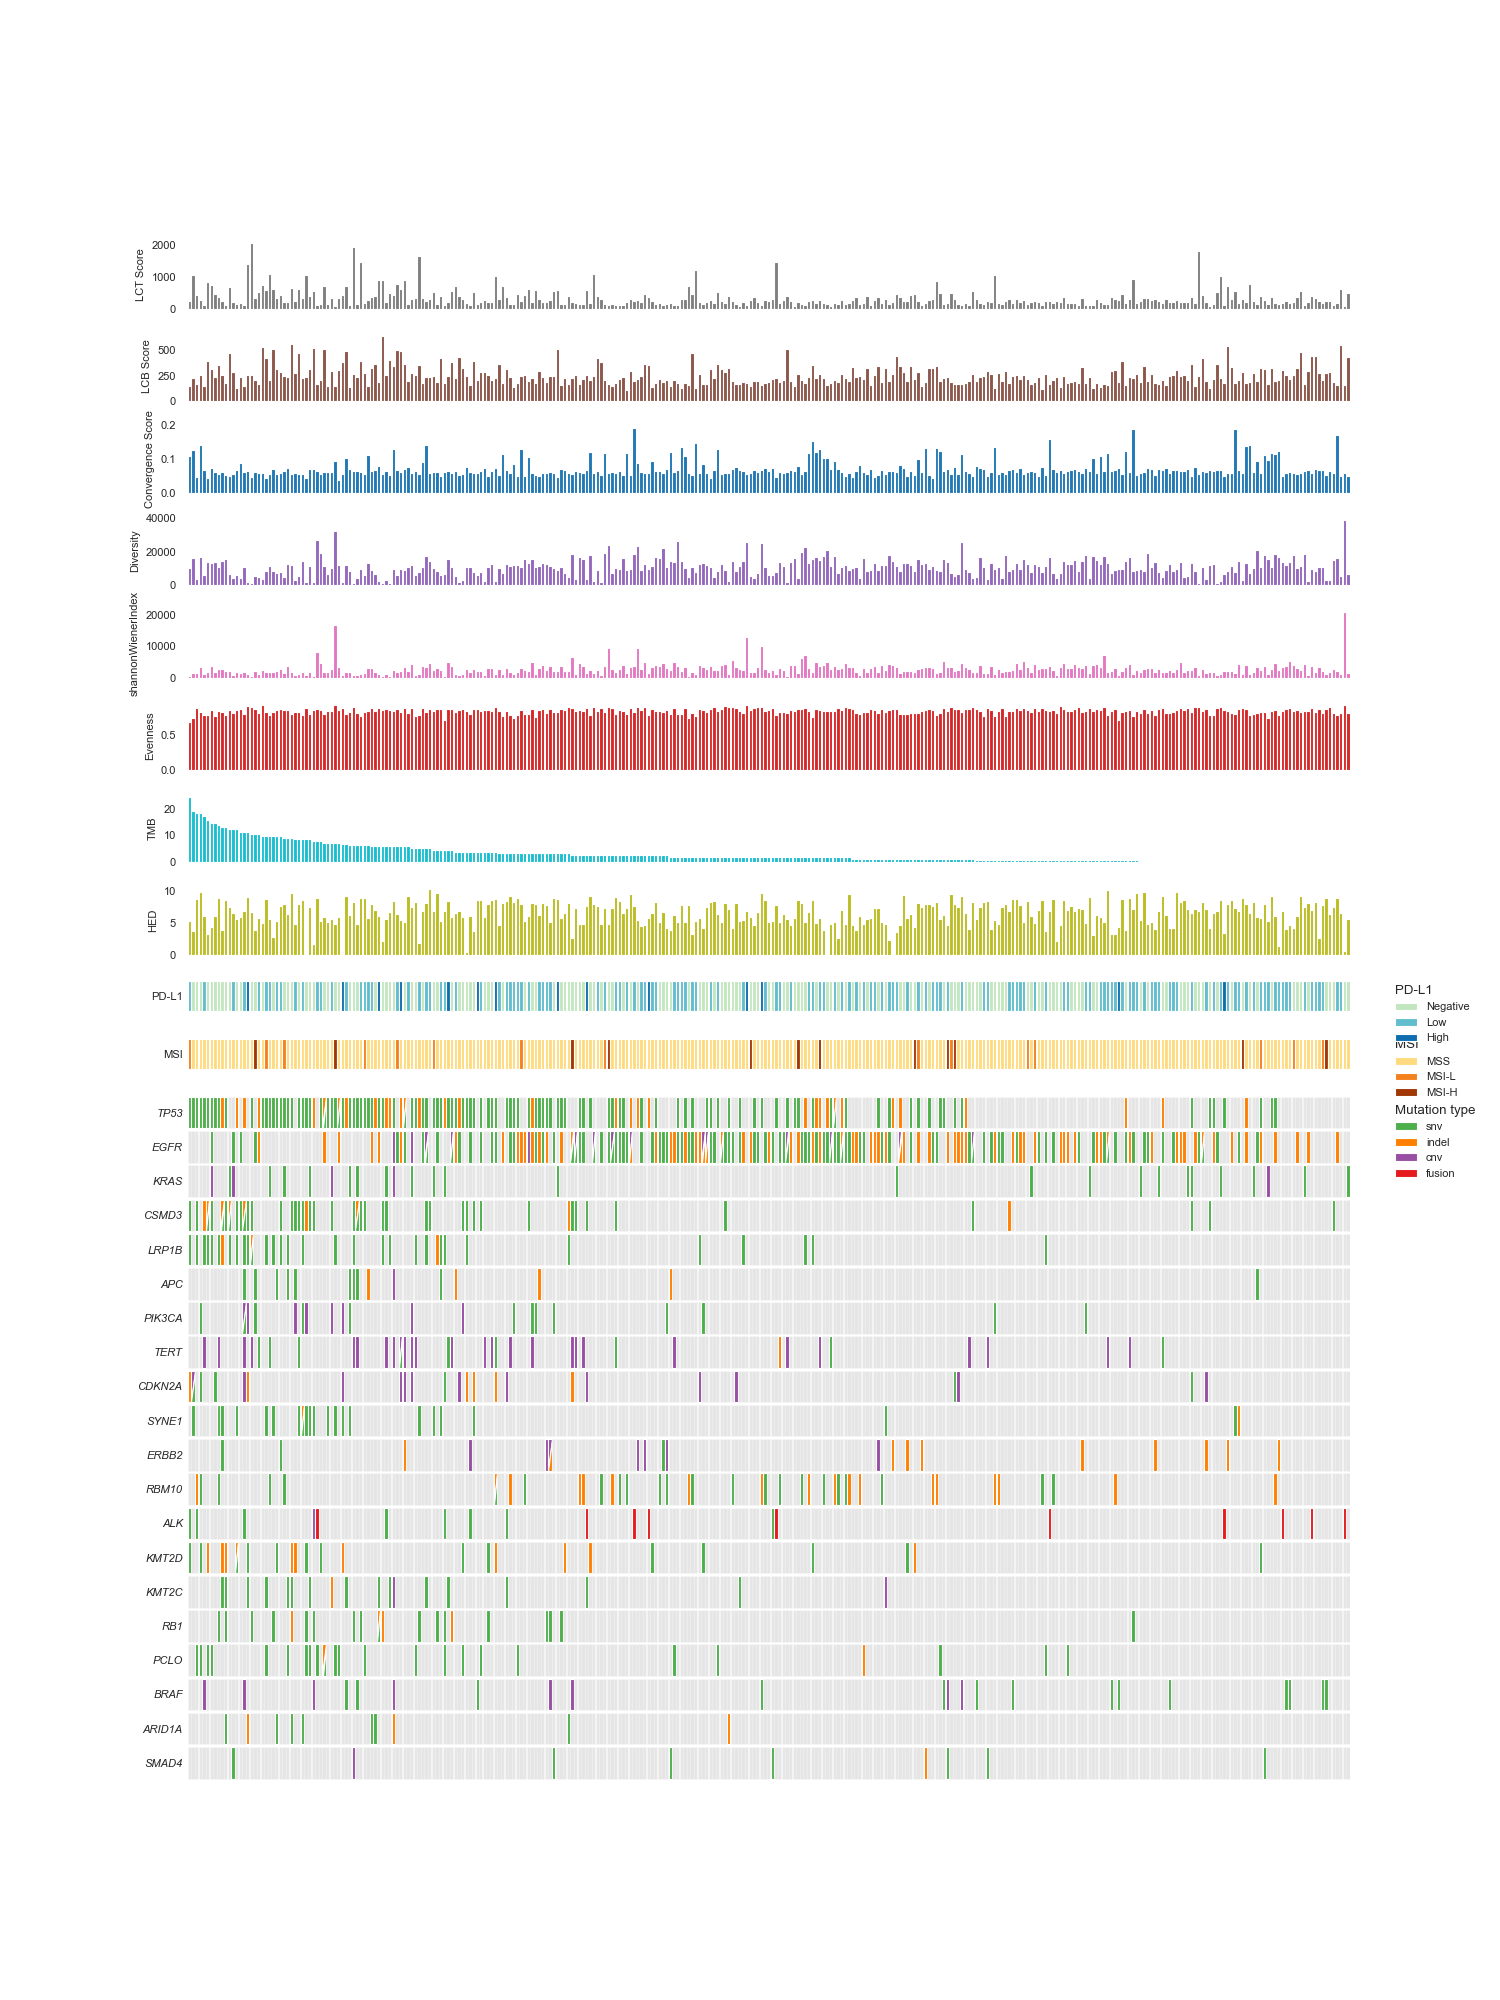 2000
1000
0
LCT Score
500
250
0
LCB Score
0.2
0.1
0.0
Convergence Score
40000
20000
0
Diversity
20000
10000
0
shannonWienerIndex
0.5
0.0
Evenness
20
10
0
TMB
10
5
0
HED
PD-L1
MSI
TP53
EGFR
KRAS
CSMD3
LRP1B
APC
PIK3CA
TERT
CDKN2A
SYNE1
ERBB2
RBM10
ALK
KMT2D
KMT2C
RB1
PCLO
BRAF
ARID1A
SMAD4
PD-L1
Negative
Low
High
MSI
MSS
MSI-L
MSI-H
Mutation type
snv
indel
cnv
fusion